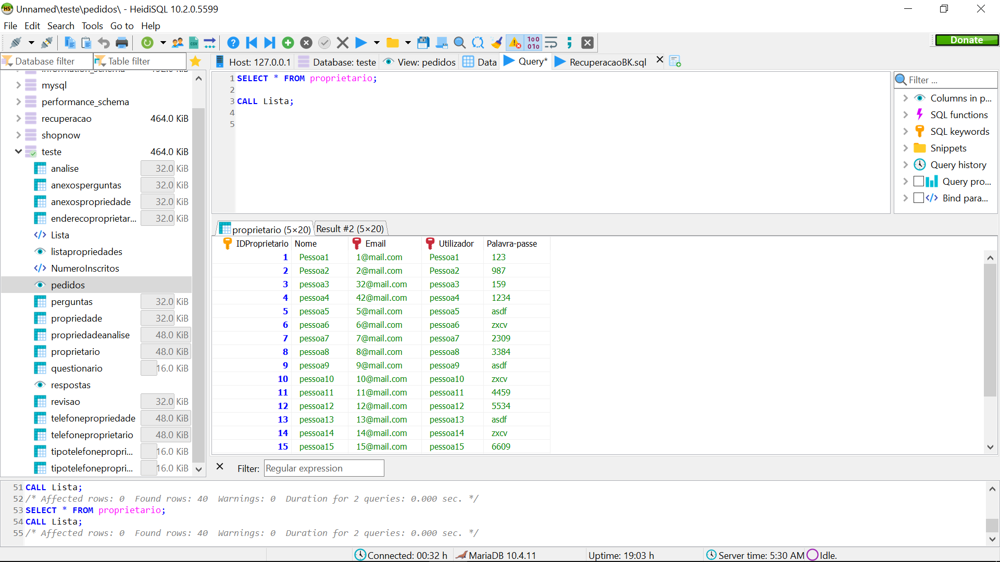 Unnamed\teste\pedidos\ - HeidiSQL 10.2.0.5599
File Edit Search Tools Go to Help
Donate
Database filter Table filter
Host: 127.0.0.1 Database: teste View: pedidos Data Query* RecuperacaoBK.sql
mysql
performance_schema
recuperacao 464.0 KiB
shopnow
teste 464.0 KiB
analise 32.0 KiB
anexosperguntas 32.0 KiB
anexospropriedade 32.0 KiB
enderecoproprietar... 32.0 KiB
Lista
listapropriedades
NumeroInscritos
pedidos
perguntas 32.0 KiB
propriedade 32.0 KiB
propriedadeanalise 48.0 KiB
proprietario 48.0 KiB
questionario 16.0 KiB
respostas
revisao 32.0 KiB
telefonepropriedade 48.0 KiB
telefoneproprietario 48.0 KiB
tipotelefonepropri... 16.0 KiB
tipotelefonepropri... 16.0 KiB
1 SELECT * FROM proprietario;
2
3 CALL Lista;
4
5
Filter ...
Columns in p...
SQL functions
SQL keywords
Snippets
Query history
Query pro...
Bind para...
proprietario (5×20) Result #2 (5×20)
IDProprietario Nome Email Utilizador Palavra-passe
1 Pessoa1 1@mail.com Pessoa1 123
2 Pessoa2 2@mail.com Pessoa2 987
3 pessoa3 32@mail.com pessoa3 159
4 pessoa4 42@mail.com pessoa4 1234
5 pessoa5 5@mail.com pessoa5 asdf
6 pessoa6 6@mail.com pessoa6 zxcv
7 pessoa7 7@mail.com pessoa7 2309
8 pessoa8 8@mail.com pessoa8 3384
9 pessoa9 9@mail.com pessoa9 asdf
10 pessoa10 10@mail.com pessoa10 zxcv
11 pessoa11 11@mail.com pessoa11 4459
12 pessoa12 12@mail.com pessoa12 5534
13 pessoa13 13@mail.com pessoa13 asdf
14 pessoa14 14@mail.com pessoa14 zxcv
15 pessoa15 15@mail.com pessoa15 6609
Filter: Regular expression
51 CALL Lista;
52 /* Affected rows: 0 Found rows: 40 Warnings: 0 Duration for 2 queries: 0.000 sec. */
53 SELECT * FROM proprietario;
54 CALL Lista;
55 /* Affected rows: 0 Found rows: 40 Warnings: 0 Duration for 2 queries: 0.000 sec. */
Connected: 00:32 h MariaDB 10.4.11 Uptime: 19:03 h Server time: 5:30 AM Idle.